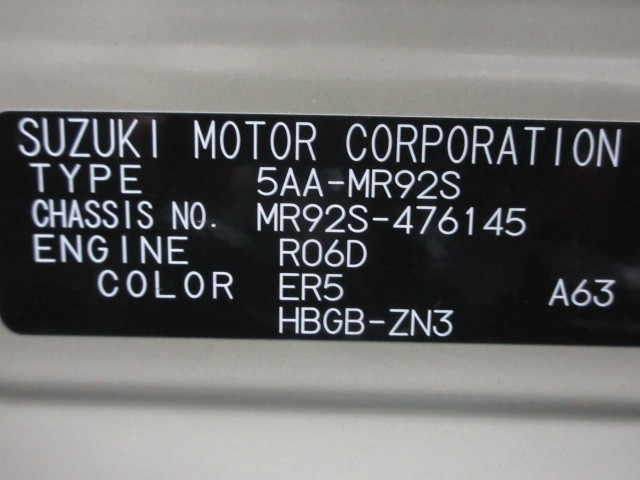 SUZUKI MOTOR CORPORATION
TYPE 5AA-MR92S
CHASSIS NO. MR92S-476145
ENGINE R06D
COLOR ER5 A63
HBGB-ZN3